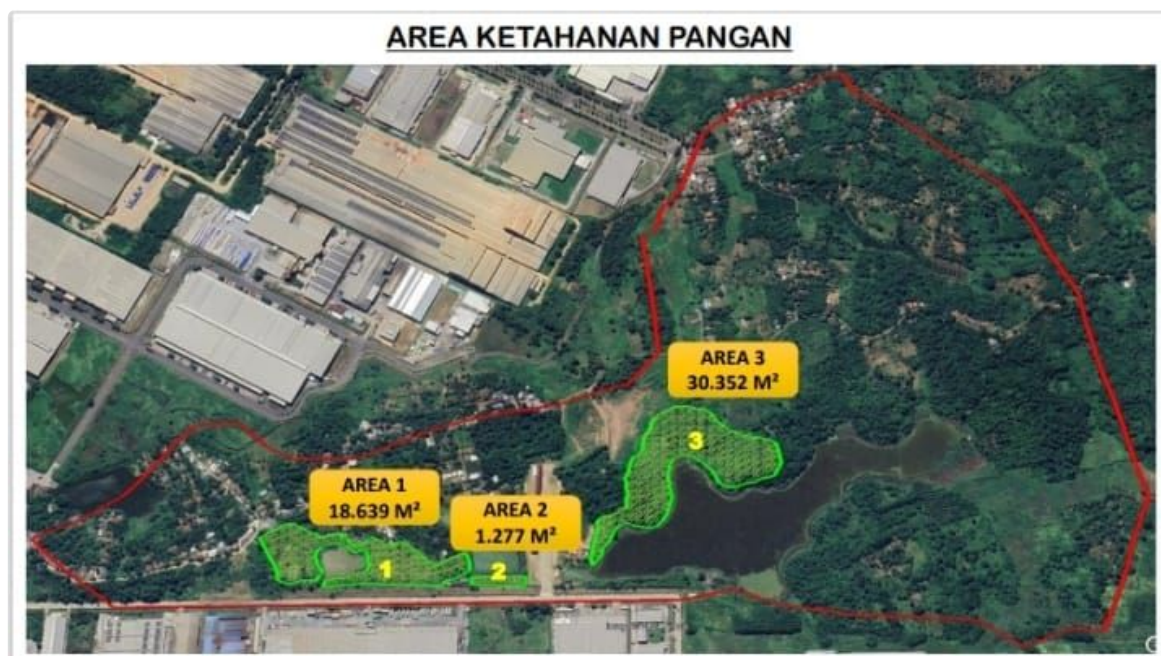 AREA KETAHANAN PANGAN
AREA 3
30.352 M²
3
AREA 1
18.639 M²
AREA 2
1.277 M²
1
2